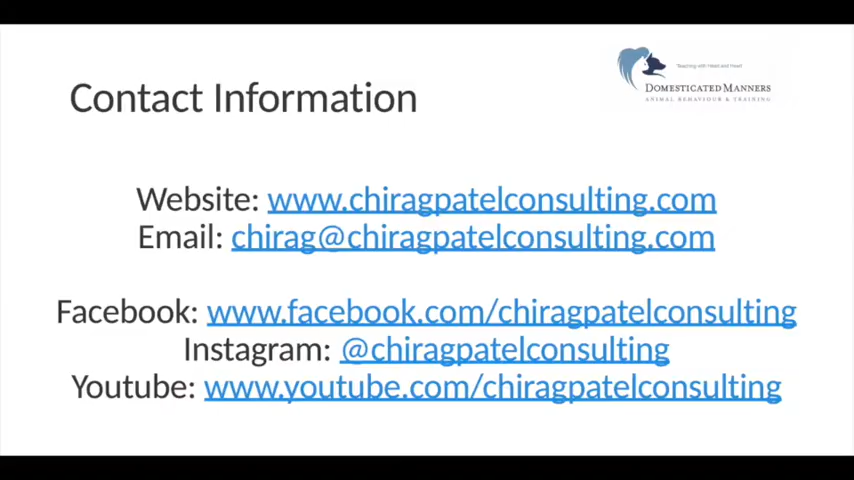 Teaching with Head and Heart
DOMESTICATED MANNERS
ANIMAL BEHAVIOUR & TRAINING
Contact Information
Website: www.chiragpatelconsulting.com
Email: chirag@chiragpatelconsulting.com
Facebook: www.facebook.com/chiragpatelconsulting
Instagram: @chiragpatelconsulting
Youtube: www.youtube.com/chiragpatelconsulting